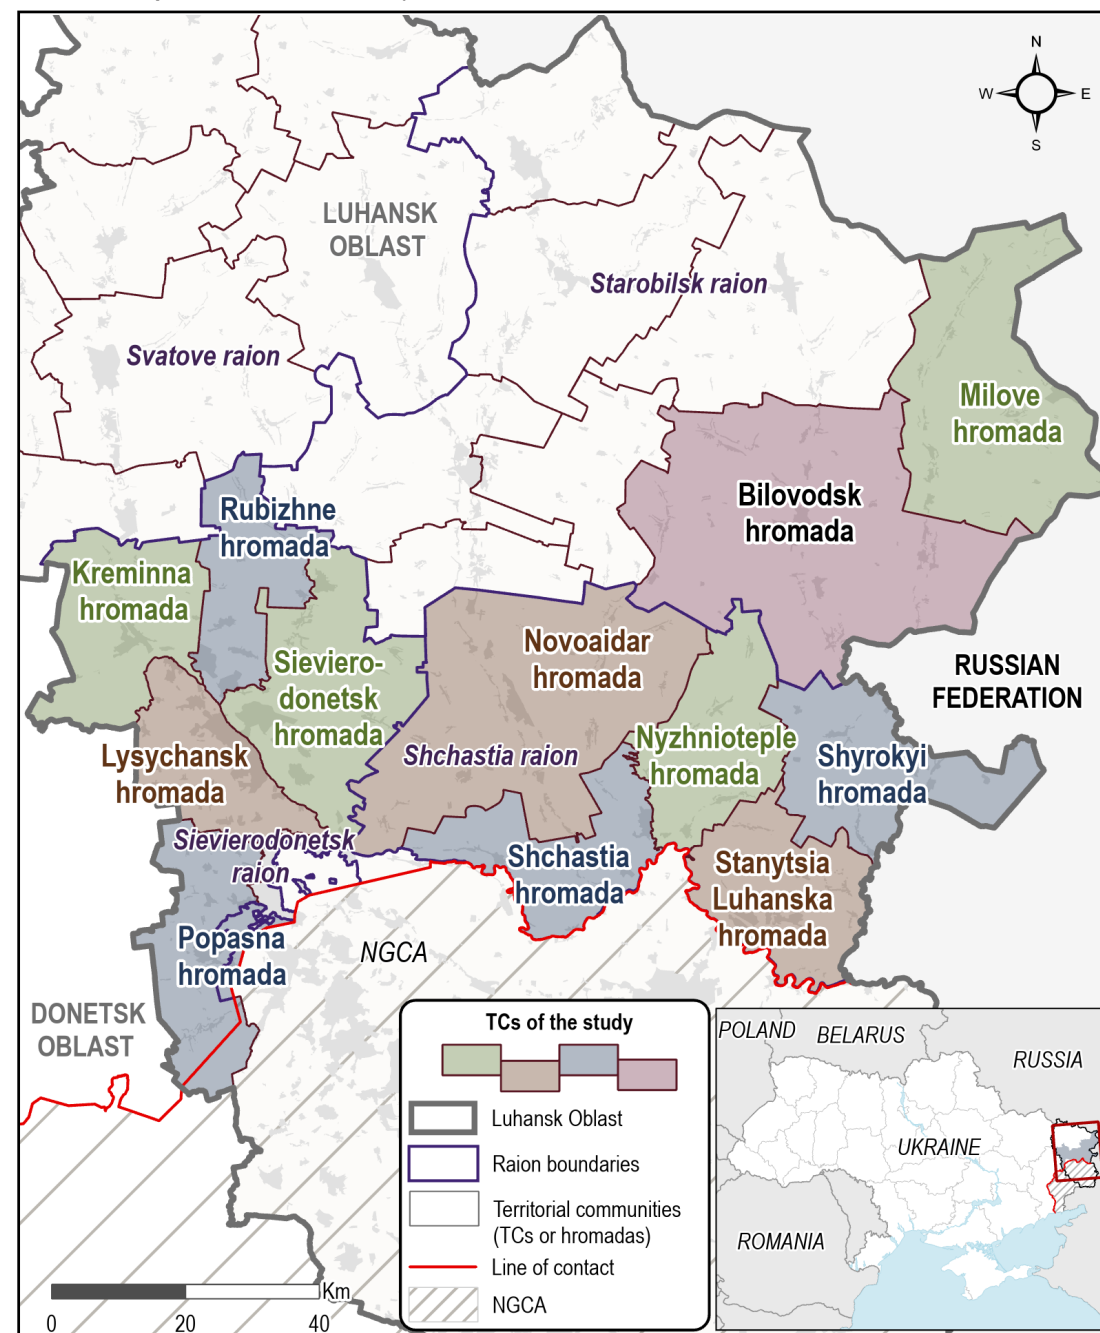 N
W
E
S
LUHANSK
OBLAST
Starobilsk raion
Svatove raion
Milove
hromada
Bilovodsk
hromada
Rubizhne
hromada
Kreminna
hromada
Novoaidar
hromada
Sieviero-
donetsk
hromada
RUSSIAN
FEDERATION
Lysychansk
hromada
Shchastia raion
Nyzhnioteple
hromada
Shyrokyi
hromada
Sievierodonetsk
raion
Shchastia
hromada
Stanytsia
Luhanska
hromada
Popasna
hromada
NGCA
DONETSK
OBLAST
TCs of the study
Luhansk Oblast
Raion boundaries
Territorial communities
(TCs or hromadas)
Line of contact
NGCA
Km
0
20
40
POLAND
BELARUS
RUSSIA
UKRAINE
ROMANIA